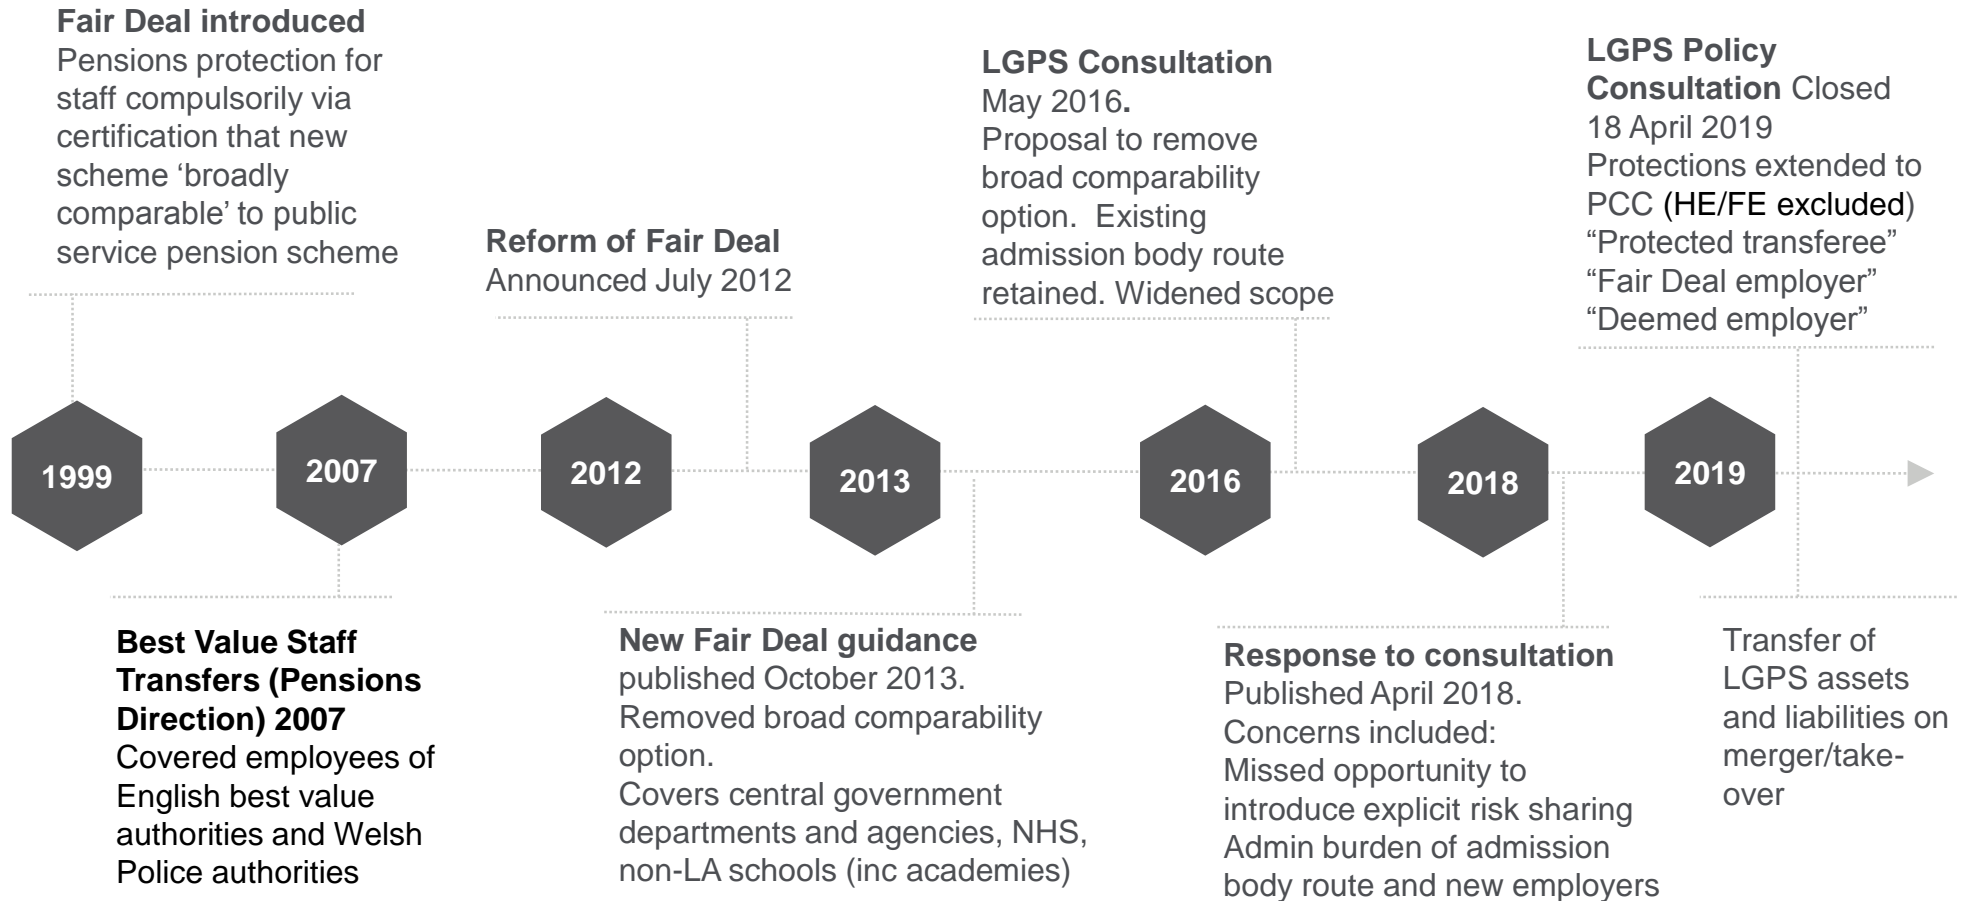 Fair Deal introduced
Pensions protection for
staff compulsorily via
certification that new
scheme ‘broadly
comparable’ to public
service pension scheme
Reform of Fair Deal
Announced July 2012
LGPS Consultation
May 2016.
Proposal to remove
broad comparability
option.  Existing
admission body route
retained. Widened scope
LGPS Policy
Consultation Closed
18 April 2019
Protections extended to
PCC (HE/FE excluded)
“Protected transferee”
“Fair Deal employer”
“Deemed employer”
1999
2007
2012
2013
2016
2018
2019
Best Value Staff
Transfers (Pensions
Direction) 2007
Covered employees of
English best value
authorities and Welsh
Police authorities
New Fair Deal guidance
published October 2013.
Removed broad comparability
option.
Covers central government
departments and agencies, NHS,
non-LA schools (inc academies)
Response to consultation
Published April 2018.
Concerns included:
Missed opportunity to
introduce explicit risk sharing
Admin burden of admission
body route and new employers
Transfer of
LGPS assets
and liabilities on
merger/take-
over